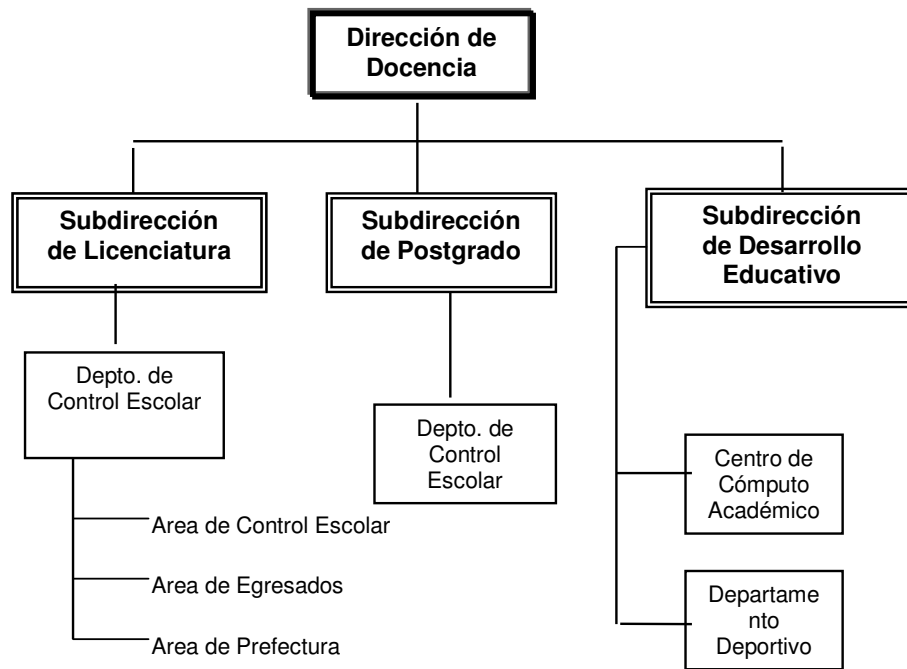 Dirección de
Docencia
Subdirección
de Licenciatura
Subdirección
de Postgrado
Subdirección
de Desarrollo
Educativo
Depto. de
Control Escolar
Depto. de
Control
Escolar
Centro de
Cómputo
Académico
Area de Control Escolar
Area de Egresados
Area de Prefectura
Departame
nto
Deportivo